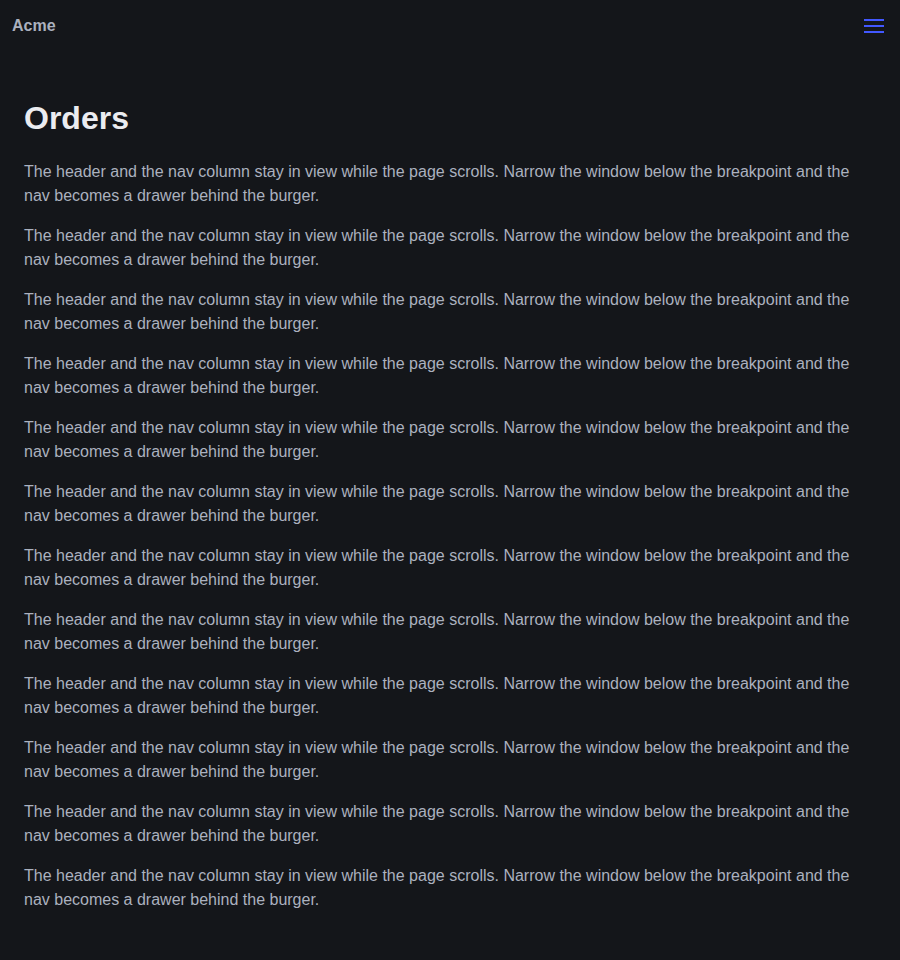 Acme
Orders
The header and the nav column stay in view while the page scrolls. Narrow the window below the breakpoint and the
nav becomes a drawer behind the burger.
The header and the nav column stay in view while the page scrolls. Narrow the window below the breakpoint and the
nav becomes a drawer behind the burger.
The header and the nav column stay in view while the page scrolls. Narrow the window below the breakpoint and the
nav becomes a drawer behind the burger.
The header and the nav column stay in view while the page scrolls. Narrow the window below the breakpoint and the
nav becomes a drawer behind the burger.
The header and the nav column stay in view while the page scrolls. Narrow the window below the breakpoint and the
nav becomes a drawer behind the burger.
The header and the nav column stay in view while the page scrolls. Narrow the window below the breakpoint and the
nav becomes a drawer behind the burger.
The header and the nav column stay in view while the page scrolls. Narrow the window below the breakpoint and the
nav becomes a drawer behind the burger.
The header and the nav column stay in view while the page scrolls. Narrow the window below the breakpoint and the
nav becomes a drawer behind the burger.
The header and the nav column stay in view while the page scrolls. Narrow the window below the breakpoint and the
nav becomes a drawer behind the burger.
The header and the nav column stay in view while the page scrolls. Narrow the window below the breakpoint and the
nav becomes a drawer behind the burger.
The header and the nav column stay in view while the page scrolls. Narrow the window below the breakpoint and the
nav becomes a drawer behind the burger.
The header and the nav column stay in view while the page scrolls. Narrow the window below the breakpoint and the
nav becomes a drawer behind the burger.